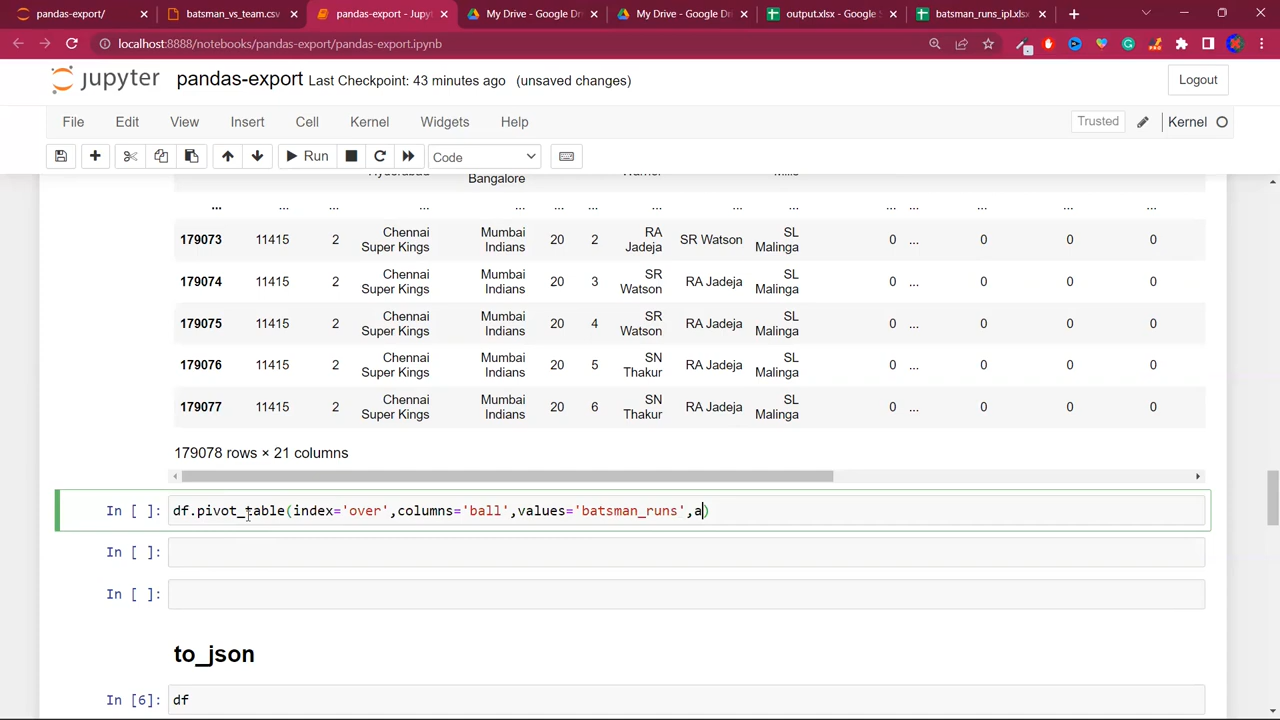 pandas-export/
batsman_vs_team.csv
pandas-export - Jupyt
My Drive - Google Dri
My Drive - Google Dri
output.xlsx - Google S
batsman_runs_ipl.xlsx
localhost:8888/notebooks/pandas-export/pandas-export.ipynb
jupyter pandas-export Last Checkpoint: 43 minutes ago (unsaved changes) Logout
File Edit View Insert Cell Kernel Widgets Help Trusted Kernel
Run Code
Bangalore
... ... ... ... ... ... ... ... ... ... ... ... ... ... ...
179073 11415 2 Chennai Super Kings Mumbai Indians 20 2 RA Jadeja SR Watson SL Malinga 0 ... 0 0 0
179074 11415 2 Chennai Super Kings Mumbai Indians 20 3 SR Watson RA Jadeja SL Malinga 0 ... 0 0 0
179075 11415 2 Chennai Super Kings Mumbai Indians 20 4 SR Watson RA Jadeja SL Malinga 0 ... 0 0 0
179076 11415 2 Chennai Super Kings Mumbai Indians 20 5 SN Thakur RA Jadeja SL Malinga 0 ... 0 0 0
179077 11415 2 Chennai Super Kings Mumbai Indians 20 6 SN Thakur RA Jadeja SL Malinga 0 ... 0 0 0
179078 rows × 21 columns
In [ ]: df.pivot_table(index='over',columns='ball',values='batsman_runs',a)
In [ ]:
In [ ]:
to_json
In [6]: df